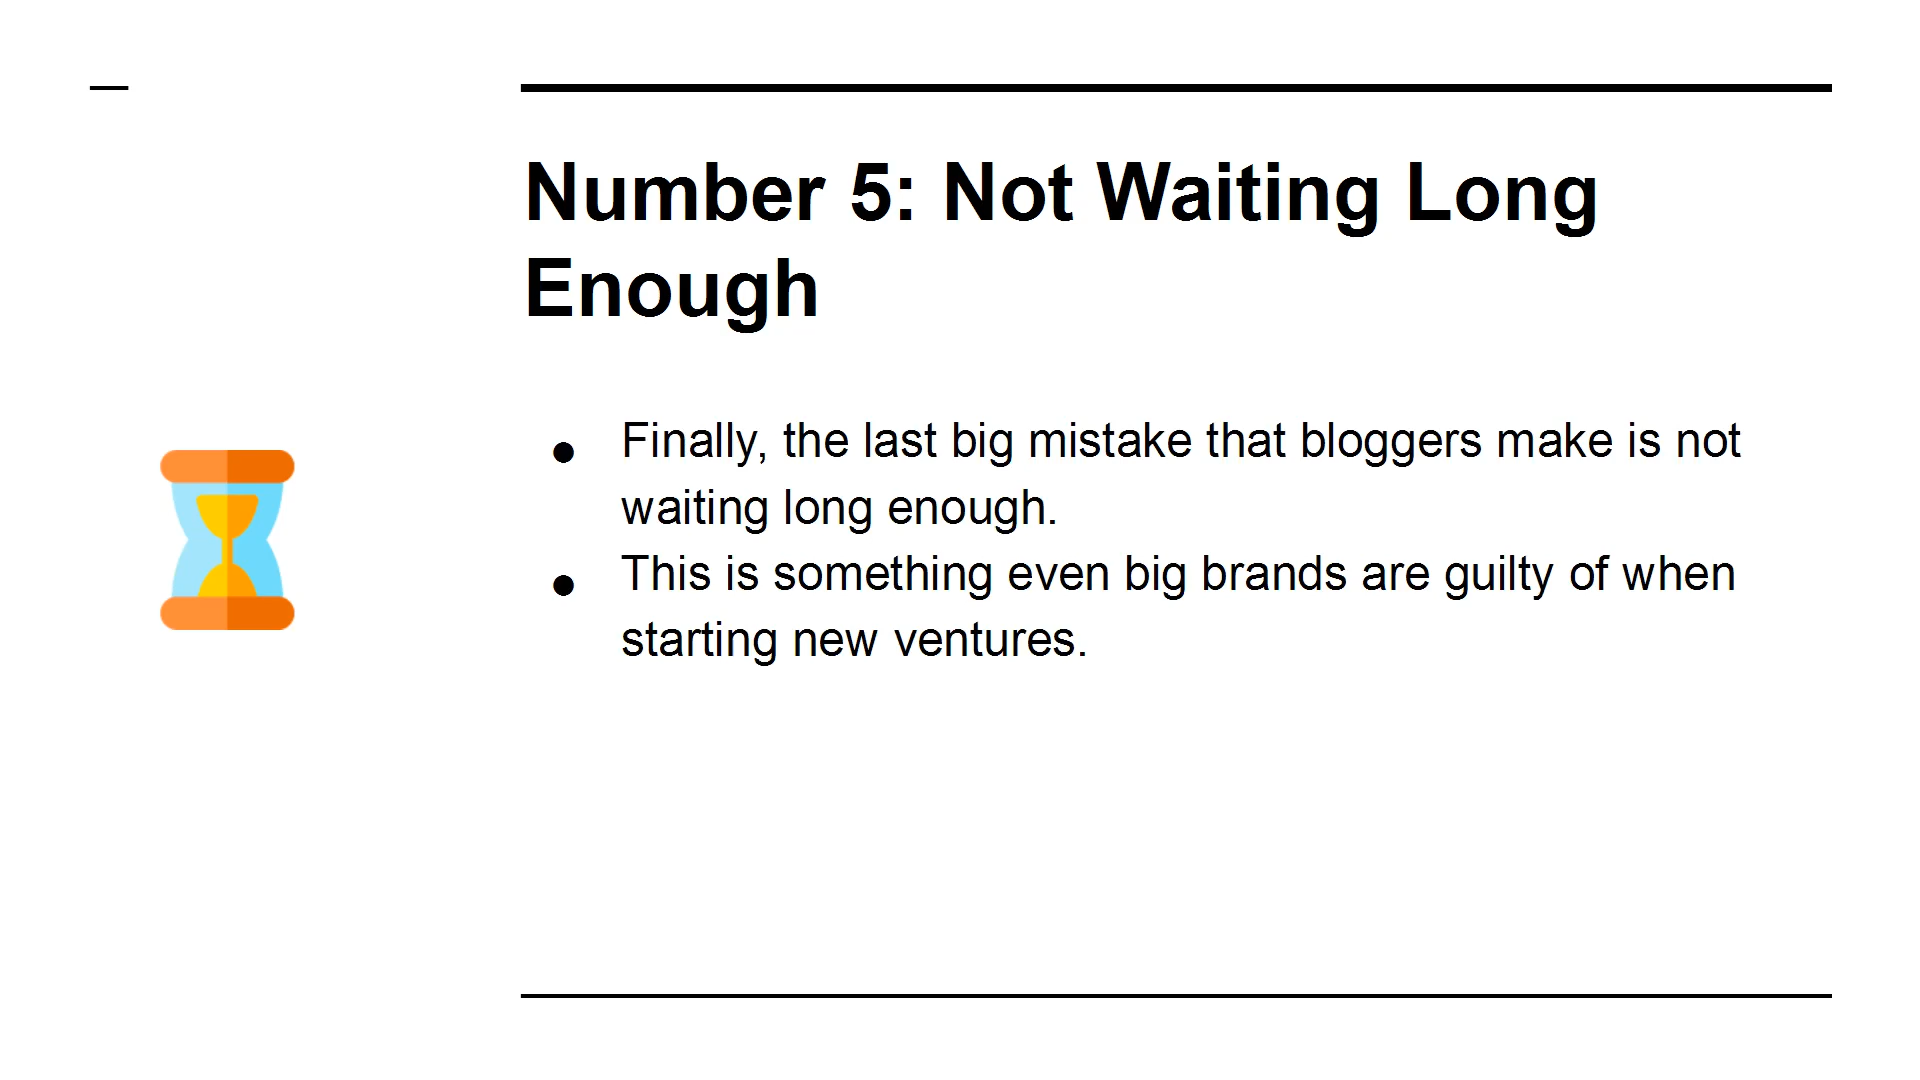 Number 5: Not Waiting Long
Enough
● Finally, the last big mistake that bloggers make is not
waiting long enough.
● This is something even big brands are guilty of when
starting new ventures.